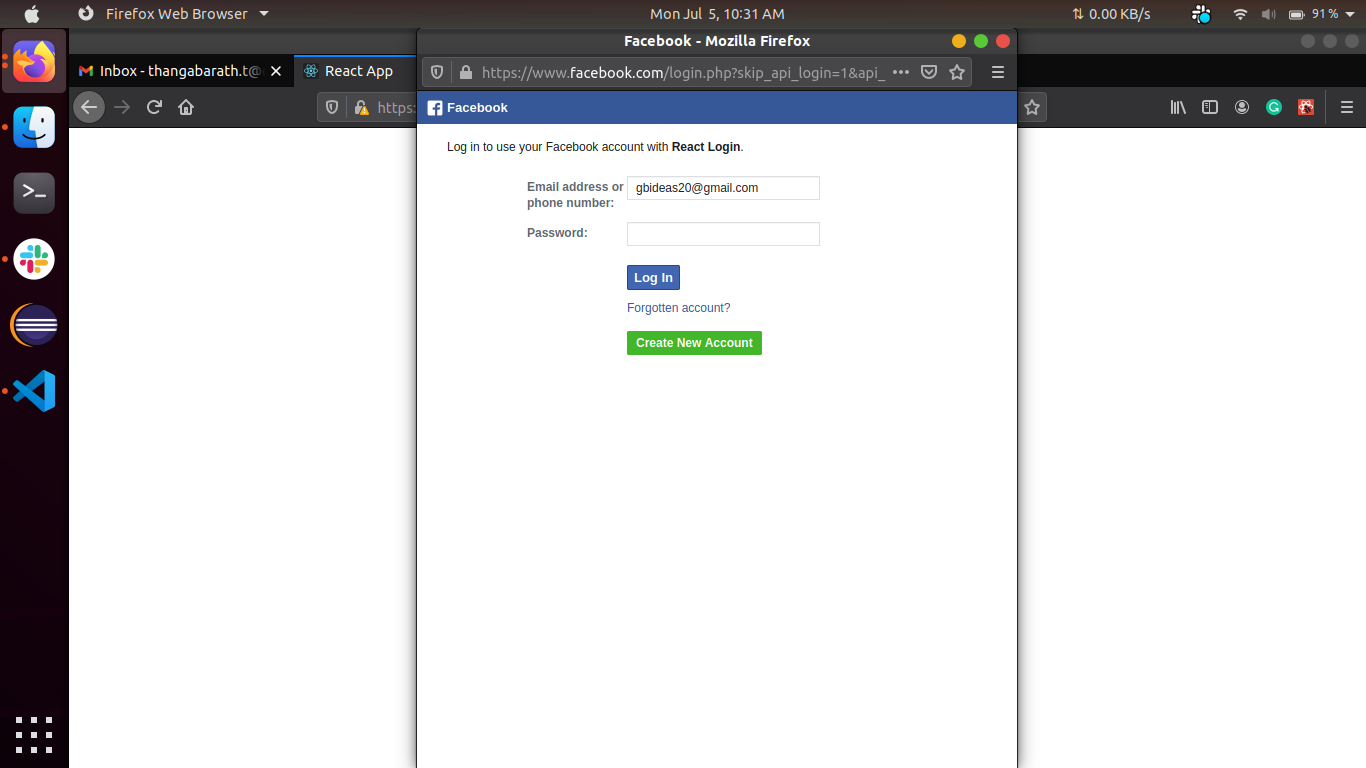 Firefox Web Browser
Mon Jul 5, 10:31 AM
0.00 KB/s
91 %
Facebook - Mozilla Firefox
Inbox - thangabarath.t@
React App
https://www.facebook.com/login.php?skip_api_login=1&api_
https:
Facebook
Log in to use your Facebook account with React Login.
Email address or
phone number:
gbideas20@gmail.com
Password:
Log In
Forgotten account?
Create New Account